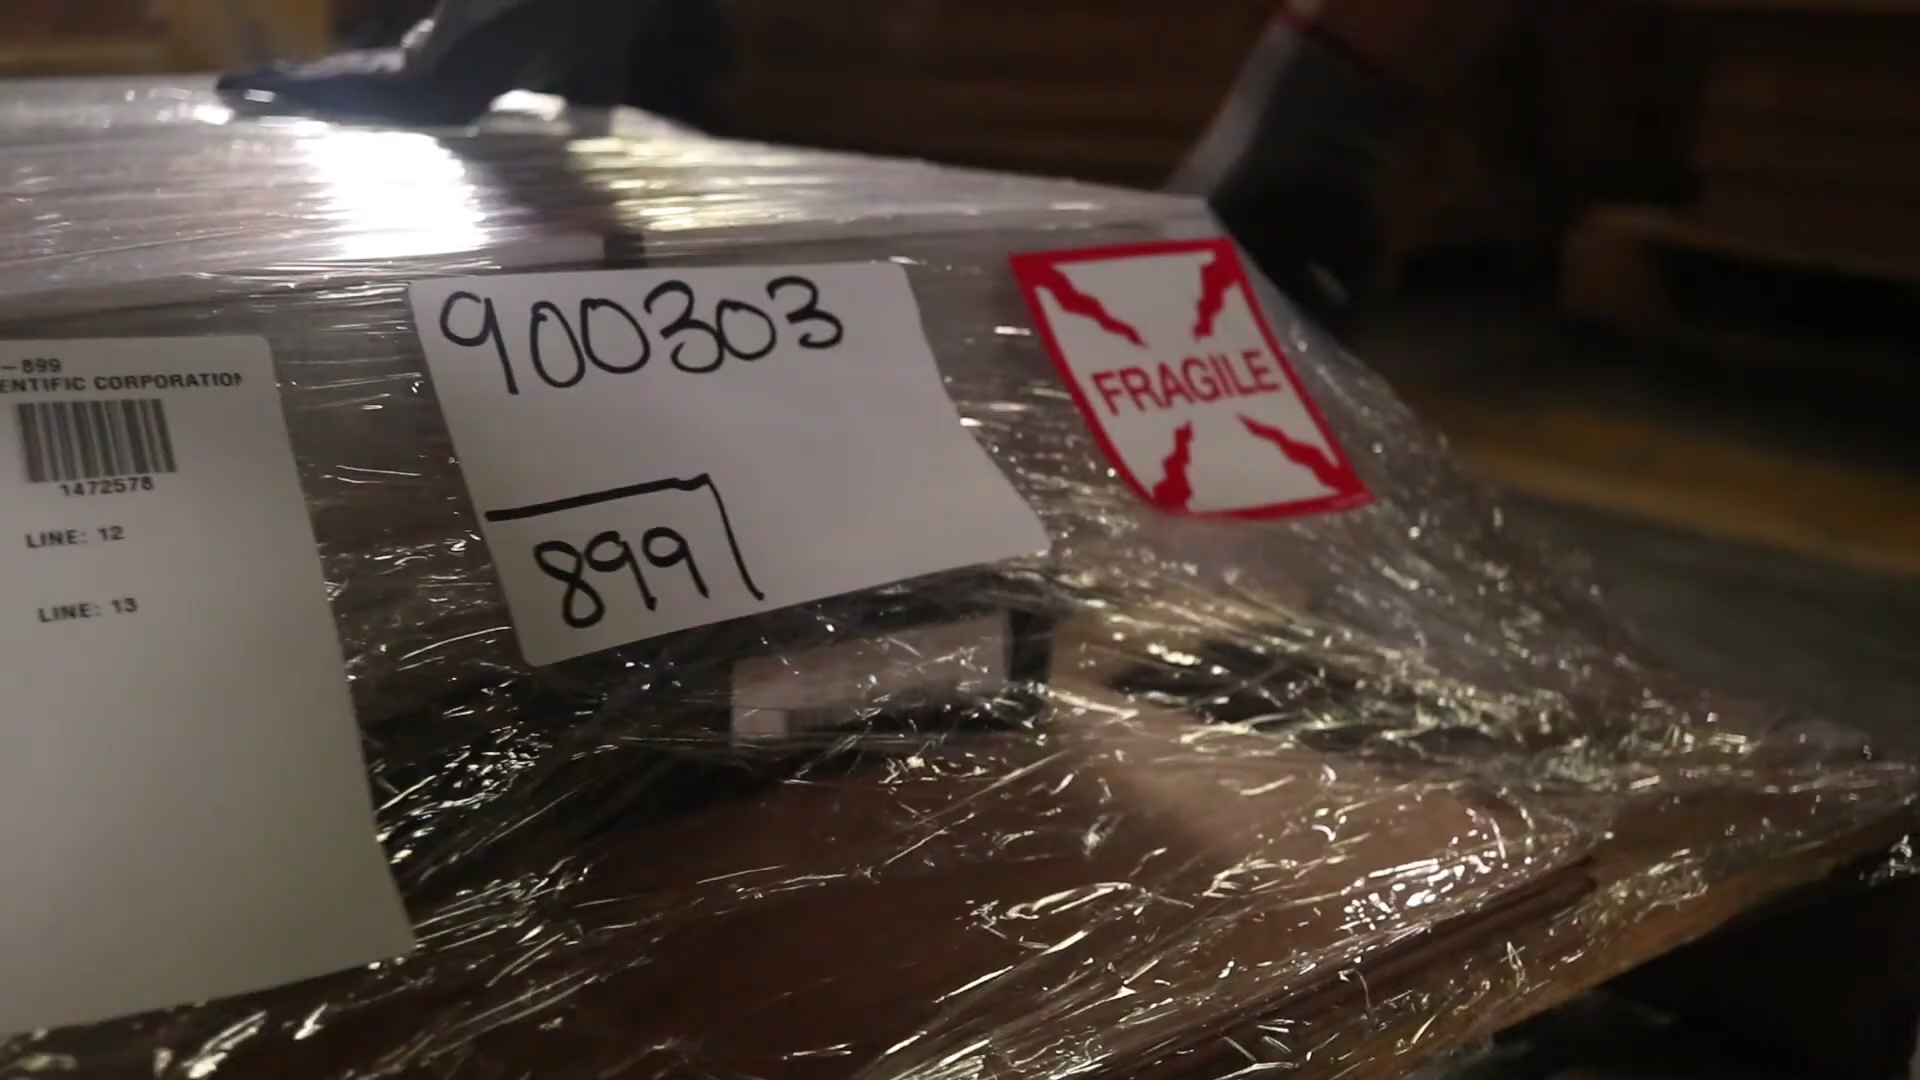 -899
ENTIFIC CORPORATION
1472578
LINE: 12
LINE: 13
900303
899
FRAGILE